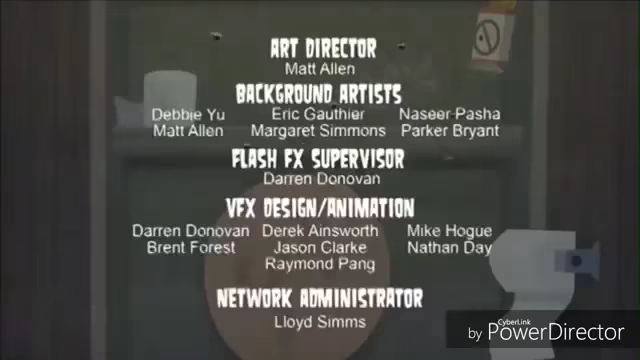 ART DIRECTOR
Matt Allen
BACKGROUND ARTISTS
Debbie Yu Eric Gauthier Naseer Pasha
Matt Allen Margaret Simmons Parker Bryant
FLASH FX SUPERVISOR
Darren Donovan
VFX DESIGN/ANIMATION
Darren Donovan Derek Ainsworth Mike Hogue
Brent Forest Jason Clarke Nathan Day
Raymond Pang
NETWORK ADMINISTRATOR
Lloyd Simms
CyberLink
by PowerDirector